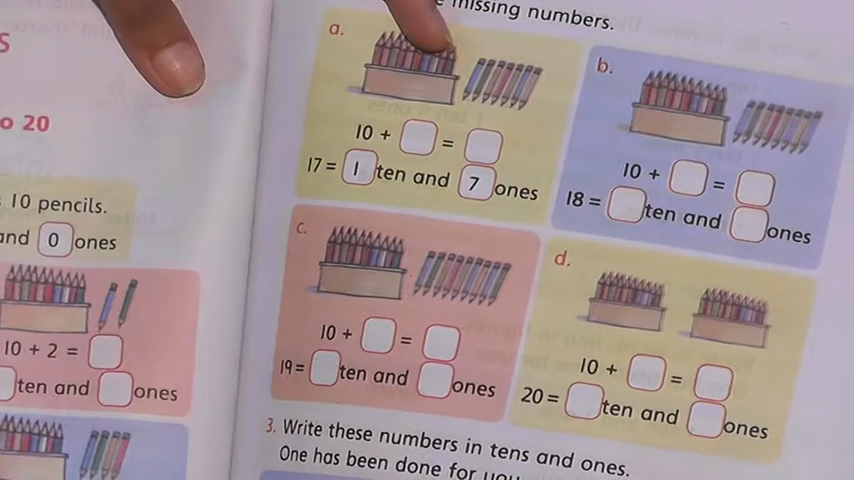 S
o 20
10 pencils.
and 0 ones
10 + 2 =
ten and ones
missing numbers.
a.
10 + =
17 = 1 ten and 7 ones
b.
10 + =
18 = ten and ones
c.
10 + =
19 = ten and ones
d.
10 + =
20 = ten and ones
3. Write these numbers in tens and ones.
One has been done for you